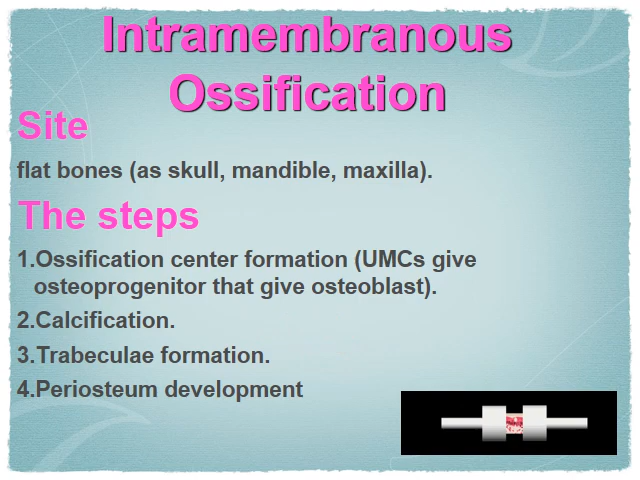 Intramembranous
Ossification
Site
flat bones (as skull, mandible, maxilla).
The steps
1.Ossification center formation (UMCs give
osteoprogenitor that give osteoblast).
2.Calcification.
3.Trabeculae formation.
4.Periosteum development